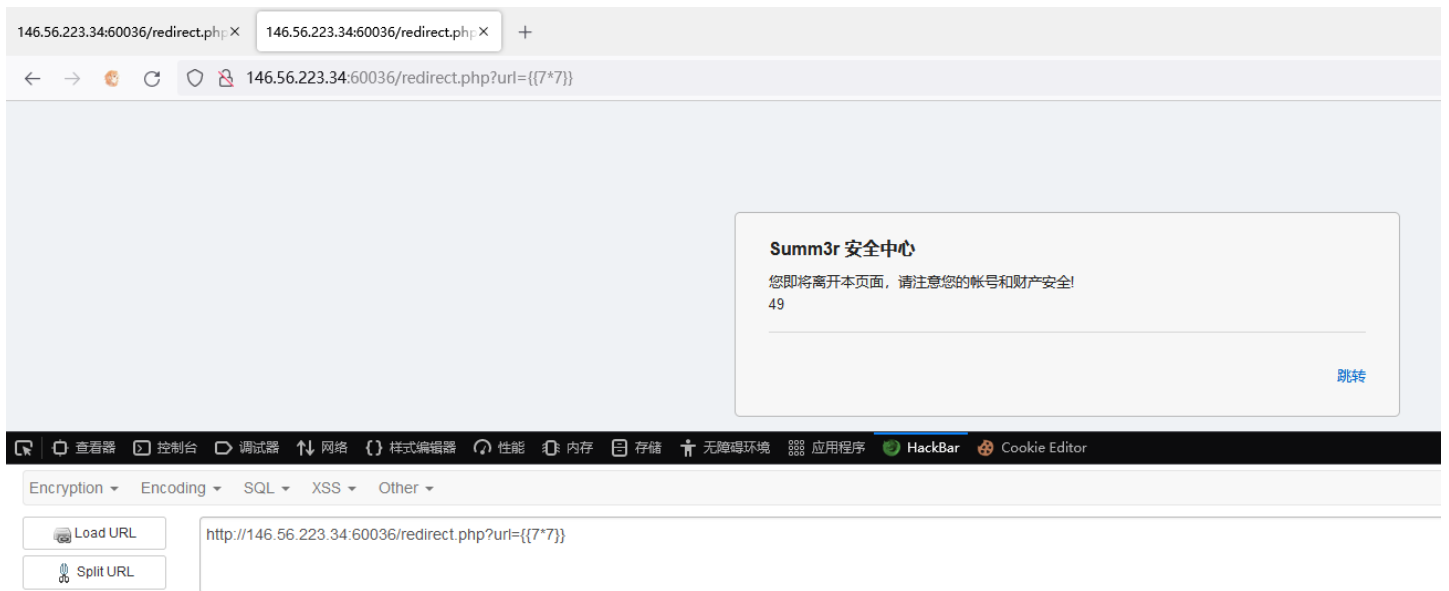 146.56.223.34:60036/redirect.php 146.56.223.34:60036/redirect.php
146.56.223.34:60036/redirect.php?url={{7*7}}
Summ3r 安全中心
您即将离开本页面，请注意您的帐号和财产安全!
49
跳转
查看器 控制台 调试器 网络 {} 样式编辑器 性能 内存 存储 无障碍环境 应用程序 HackBar Cookie Editor
Encryption Encoding SQL XSS Other
Load URL http://146.56.223.34:60036/redirect.php?url={{7*7}}
Split URL